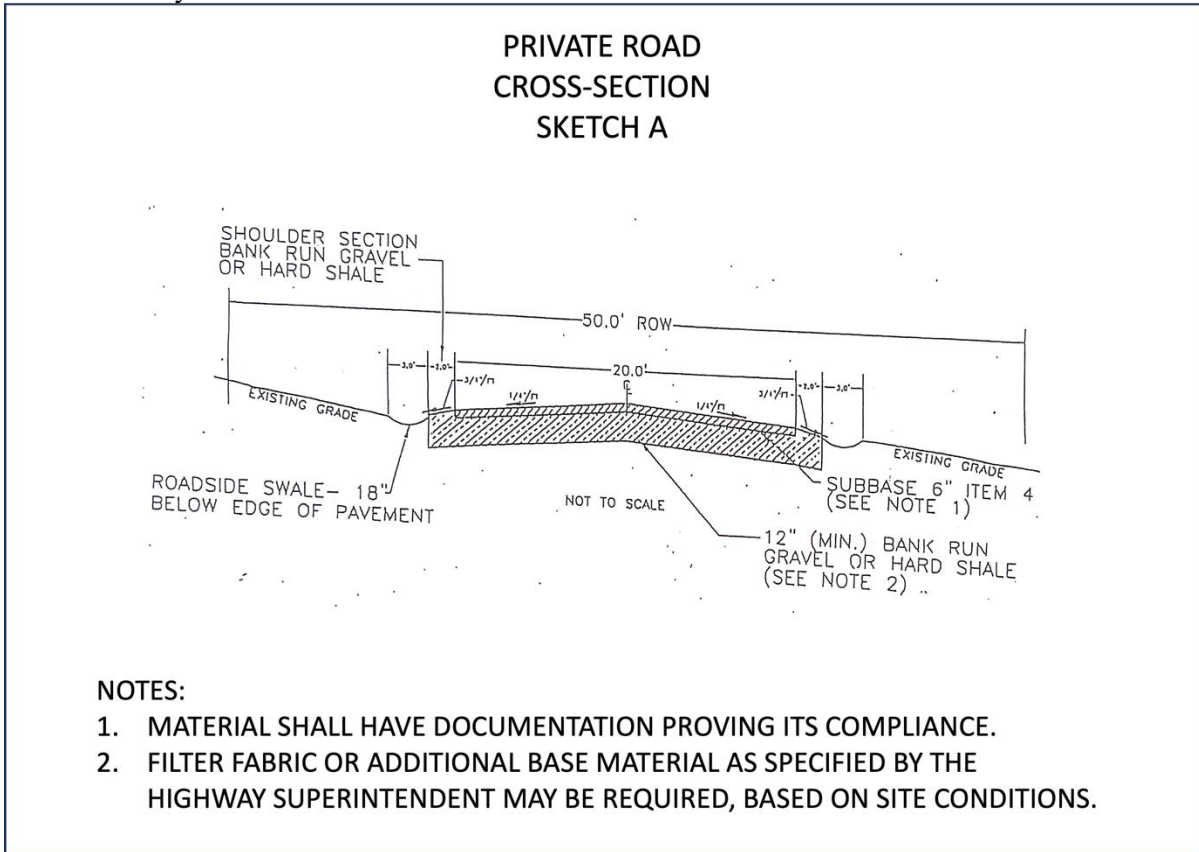 PRIVATE ROAD
CROSS-SECTION
SKETCH A
SHOULDER SECTION
BANK RUN GRAVEL
OR HARD SHALE
50.0' ROW
3.0'
20.0'
EXISTING GRADE
EXISTING GRADE
ROADSIDE SWALE- 18"
BELOW EDGE OF PAVEMENT
NOT TO SCALE
SUBBASE 6" ITEM 4
(SEE NOTE 1)
12" (MIN.) BANK RUN
GRAVEL OR HARD SHALE
(SEE NOTE 2)
NOTES:
1. MATERIAL SHALL HAVE DOCUMENTATION PROVING ITS COMPLIANCE.
2. FILTER FABRIC OR ADDITIONAL BASE MATERIAL AS SPECIFIED BY THE
HIGHWAY SUPERINTENDENT MAY BE REQUIRED, BASED ON SITE CONDITIONS.